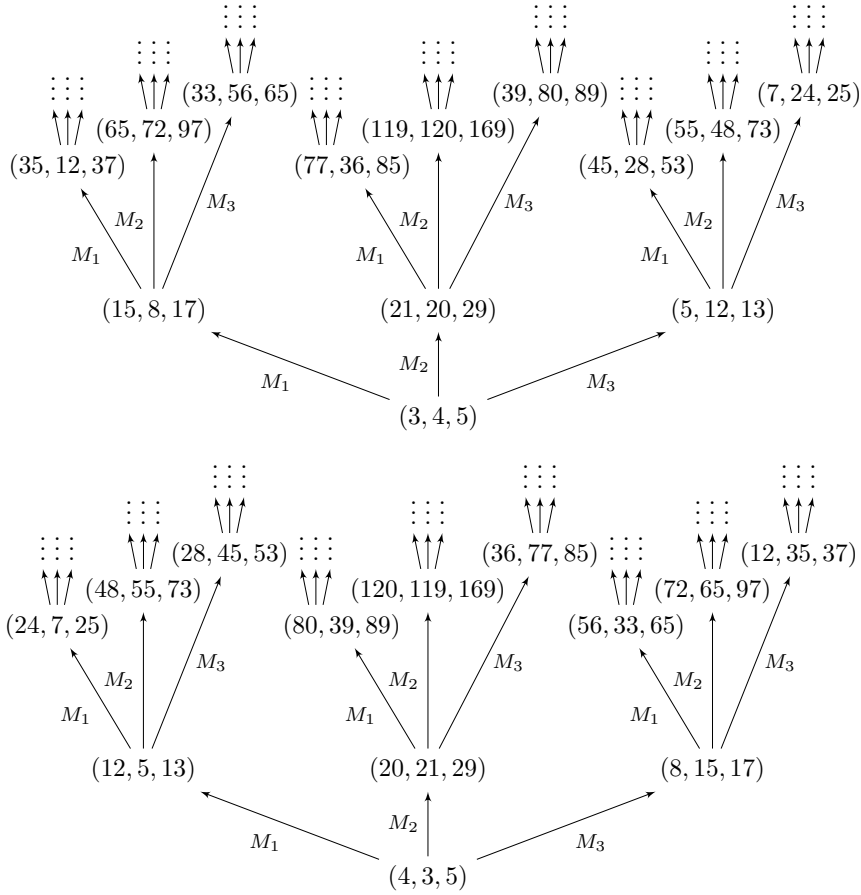 (33, 56, 65) (39, 80, 89) (7, 24, 25)
(65, 72, 97) (119, 120, 169) (55, 48, 73)
(35, 12, 37) (77, 36, 85) (45, 28, 53)
M3 M3 M3
M2 M2 M2
M1 M1 M1
(15, 8, 17) (21, 20, 29) (5, 12, 13)
M1 M2 M3
(3, 4, 5)
(28, 45, 53) (36, 77, 85) (12, 35, 37)
(48, 55, 73) (120, 119, 169) (72, 65, 97)
(24, 7, 25) (80, 39, 89) (56, 33, 65)
M3 M3 M3
M2 M2 M2
M1 M1 M1
(12, 5, 13) (20, 21, 29) (8, 15, 17)
M1 M2 M3
(4, 3, 5)